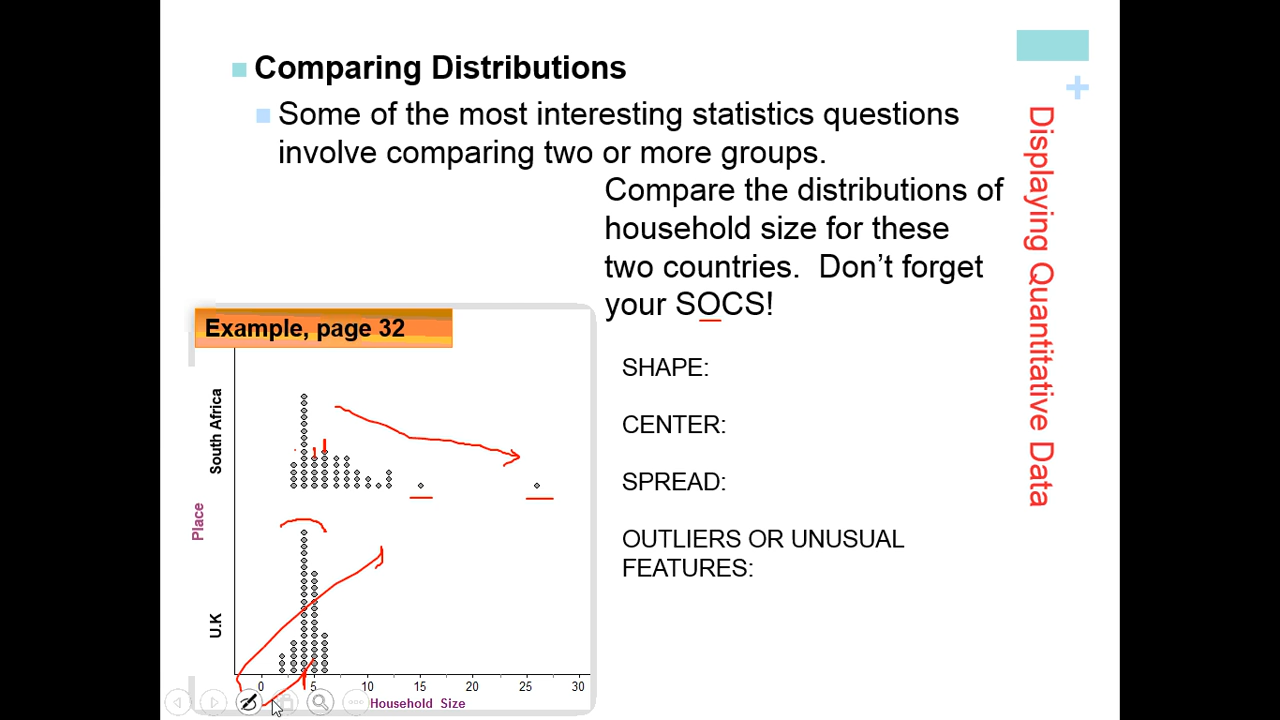 Comparing Distributions
Some of the most interesting statistics questions
involve comparing two or more groups.
Compare the distributions of
household size for these
two countries. Don't forget
your SOCS!
Displaying Quantitative Data
+
Example, page 32
SHAPE:
CENTER:
SPREAD:
OUTLIERS OR UNUSUAL
FEATURES:
Place
South Africa
U.K
0 5 10 15 20 25 30
Household Size